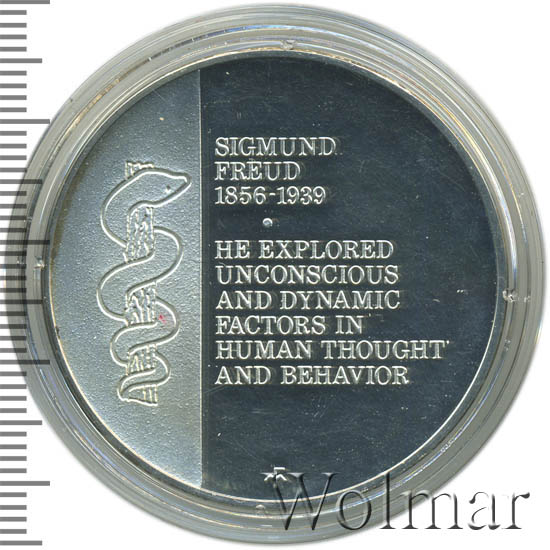 SIGMUND
FREUD
1856-1939
HE EXPLORED
UNCONSCIOUS
AND DYNAMIC
FACTORS IN
HUMAN THOUGHT
AND BEHAVIOR
Wolmar